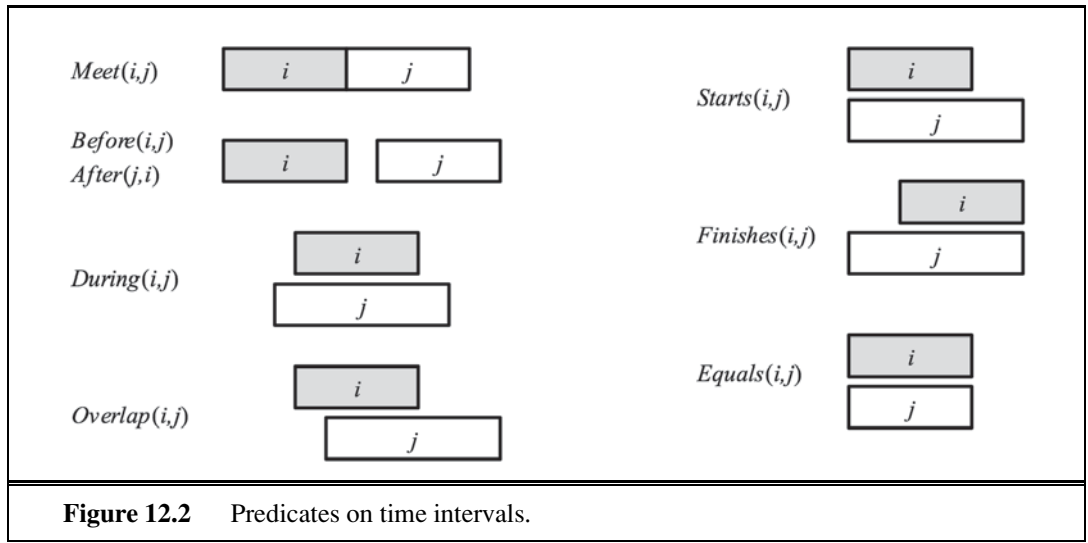 Meet(i,j)
i
j
Before(i,j)
After(j,i)
i
j
During(i,j)
i
j
Overlap(i,j)
i
j
Starts(i,j)
i
j
Finishes(i,j)
i
j
Equals(i,j)
i
j
Figure 12.2 Predicates on time intervals.